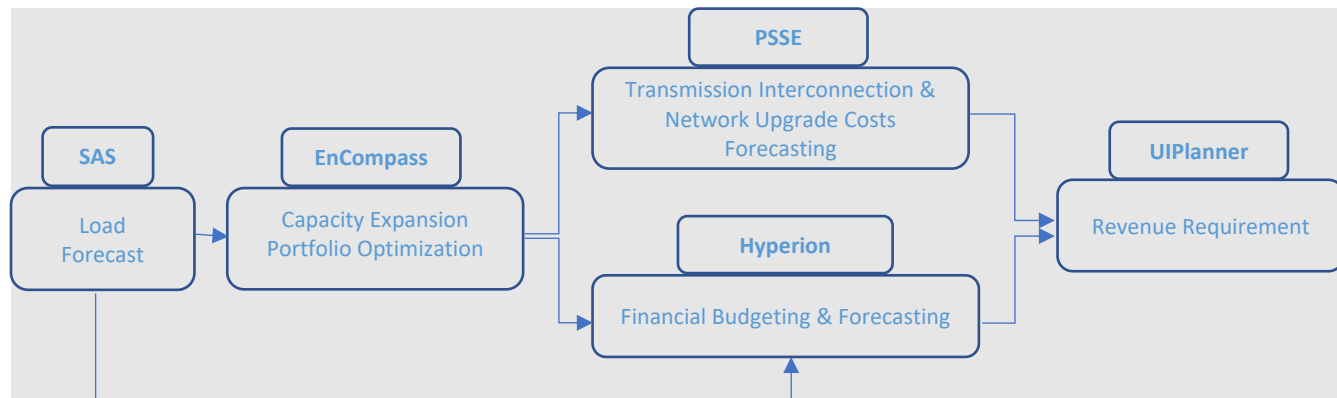 SAS
Load
Forecast
EnCompass
Capacity Expansion
Portfolio Optimization
PSSE
Transmission Interconnection &
Network Upgrade Costs
Forecasting
Hyperion
Financial Budgeting & Forecasting
UIPlanner
Revenue Requirement